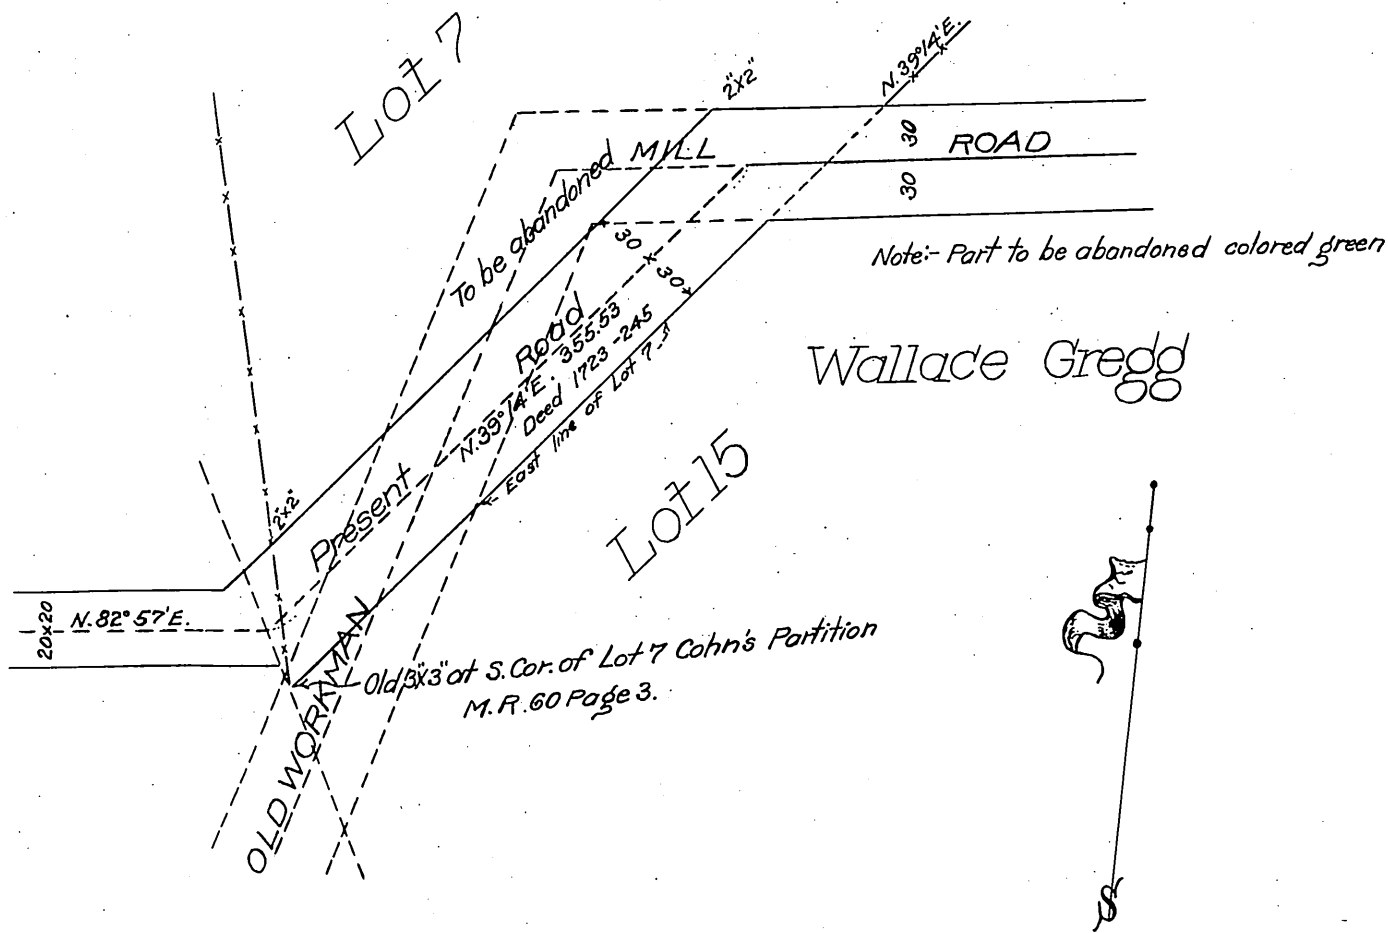 Lot 7
2"x2"
N.39°14'E.
MILL ROAD
30
30
To be abandoned
30
30
Note:- Part to be abandoned colored green
Present Road
N.39°14'E. 355.53
Deed 1723-245
East line of Lot 7
Wallace Gregg
Lot 15
2"x2"
20x20
N.82°57'E.
OLD WORKMAN
Old 3"x3" at S. Cor. of Lot 7 Cohn's Partition
M.R. 60 Page 3.
S